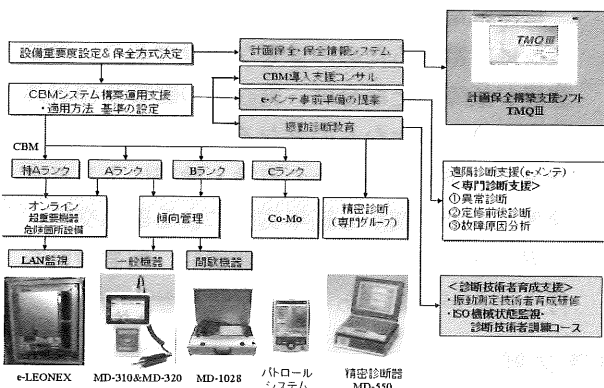 設備重要度設定&保全方式決定
計画保全・保全情報システム
TMQⅢ
CBMシステム構築運用支援
・適用方法 基準の設定
CBM導入支援コンサル
e-メンテ事前準備の提案
振動診断教育
計画保全構築支援ソフト
TMQⅢ
CBM
特Aランク
Aランク
Bランク
Cランク
オンライン
超重要機器
危険箇所設備
傾向管理
Co-Mo
精密診断
(専門グループ)
遠隔診断支援(e-メンテ)
<専門診断支援>
①異常診断
②定修前後診断
③故障原因分析
LAN監視
一般機器
間歇機器
<診断技術者育成支援>
・振動測定技術者育成研修
・ISO機械状態監視・
診断技術者訓練コース
e-LEONEX
MD-310&MD-320
MD-1028
パトロール
システム
精密診断器
MD-550